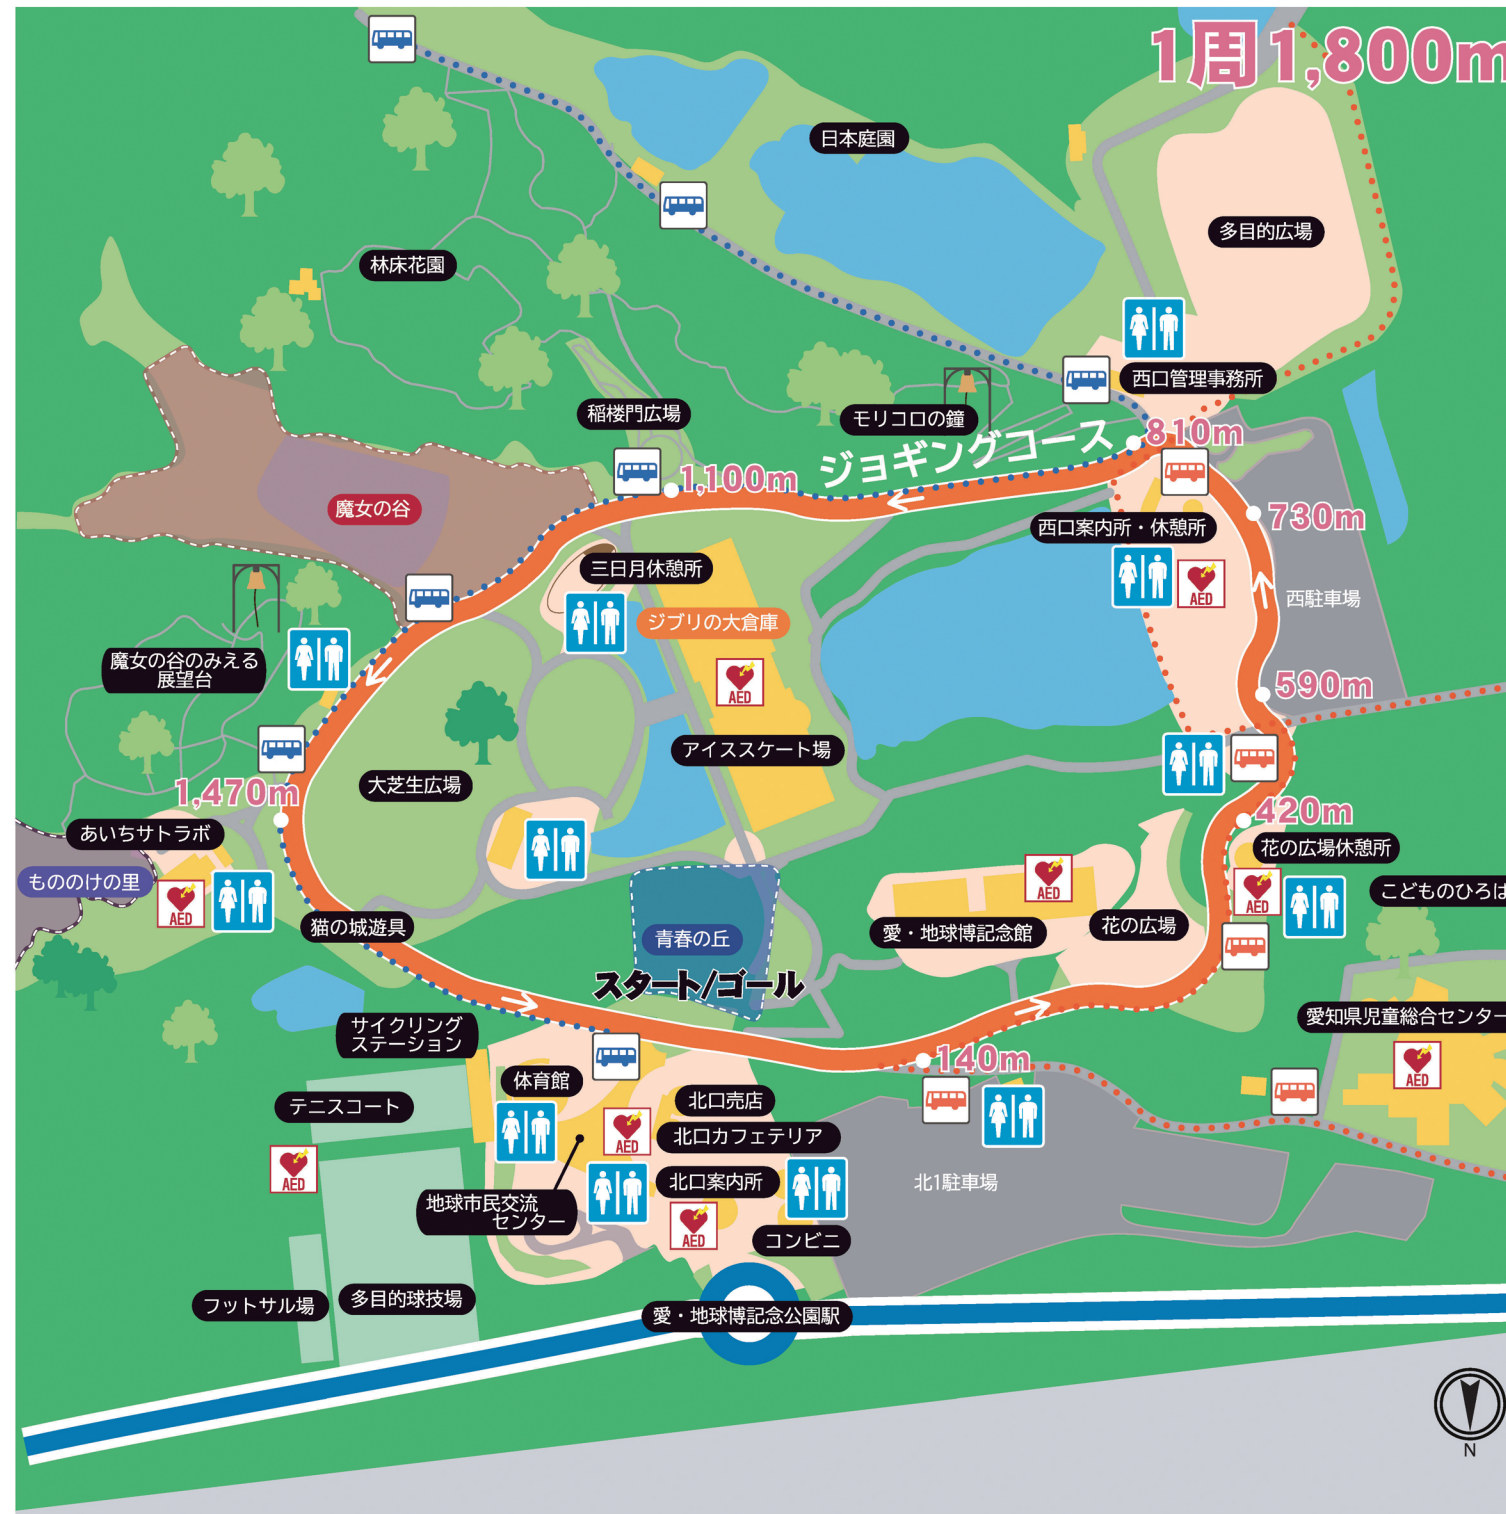 1周1,800m
日本庭園
多目的広場
林床花園
西口管理事務所
稲楼門広場
モリコロの鐘
ジョギングコース
810m
1,100m
魔女の谷
730m
西口案内所・休憩所
三日月休憩所
AED
西駐車場
ジブリの大倉庫
魔女の谷のみえる
展望台
AED
590m
アイススケート場
大芝生広場
1,470m
420m
あいちサトラボ
花の広場休憩所
もののけの里
AED
AED
AED
こどものひろば
猫の城遊具
青春の丘
愛・地球博記念館
花の広場
スタート/ゴール
愛知県児童総合センター
サイクリング
ステーション
140m
AED
体育館
北口売店
テニスコート
AED
北口カフェテリア
AED
北口案内所
北1駐車場
地球市民交流
センター
AED
コンビニ
フットサル場
多目的球技場
愛・地球博記念公園駅
N